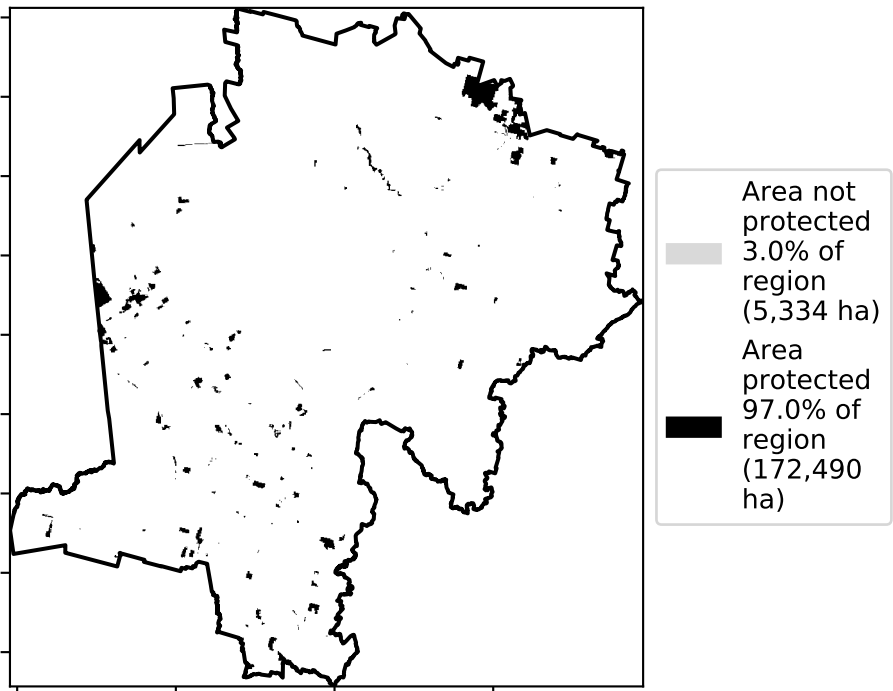 Area not
protected
3.0% of
region
(5,334 ha)
Area
protected
97.0% of
region
(172,490
ha)